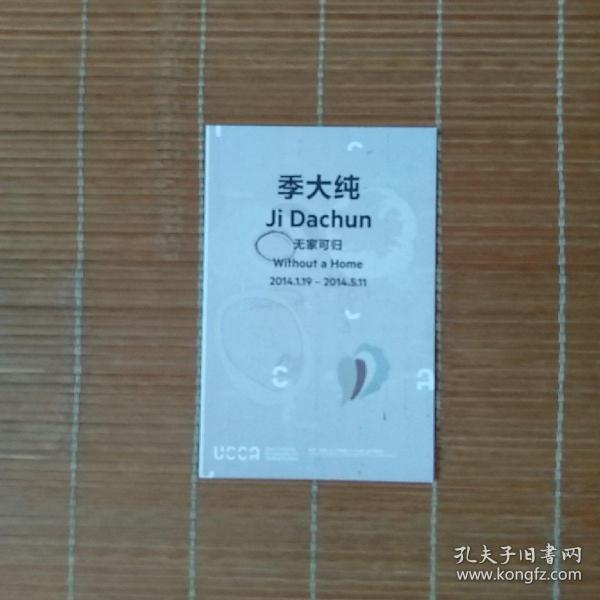 季大纯
Ji Dachun
无家可归
Without a Home
2014.1.19 – 2014.5.11
C
A
UCCA
孔夫子旧书网
www.kongfz.com